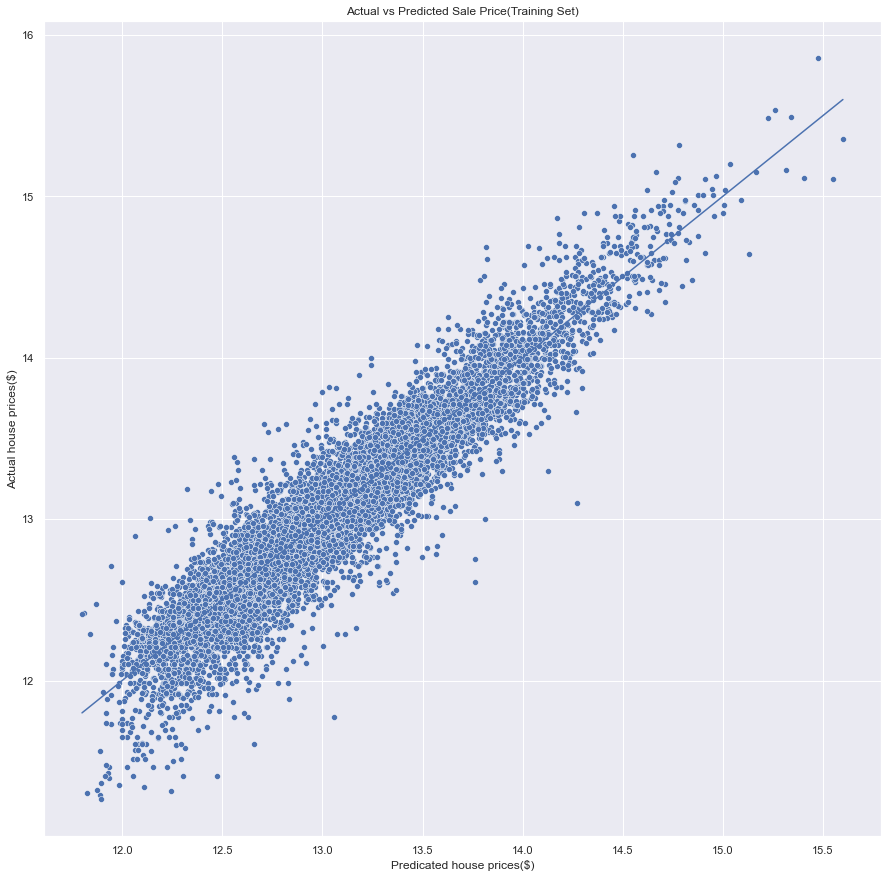 Actual vs Predicted Sale Price(Training Set)
16
15
14
13
12
Actual house prices($)
12.0 12.5 13.0 13.5 14.0 14.5 15.0 15.5
Predicated house prices($)